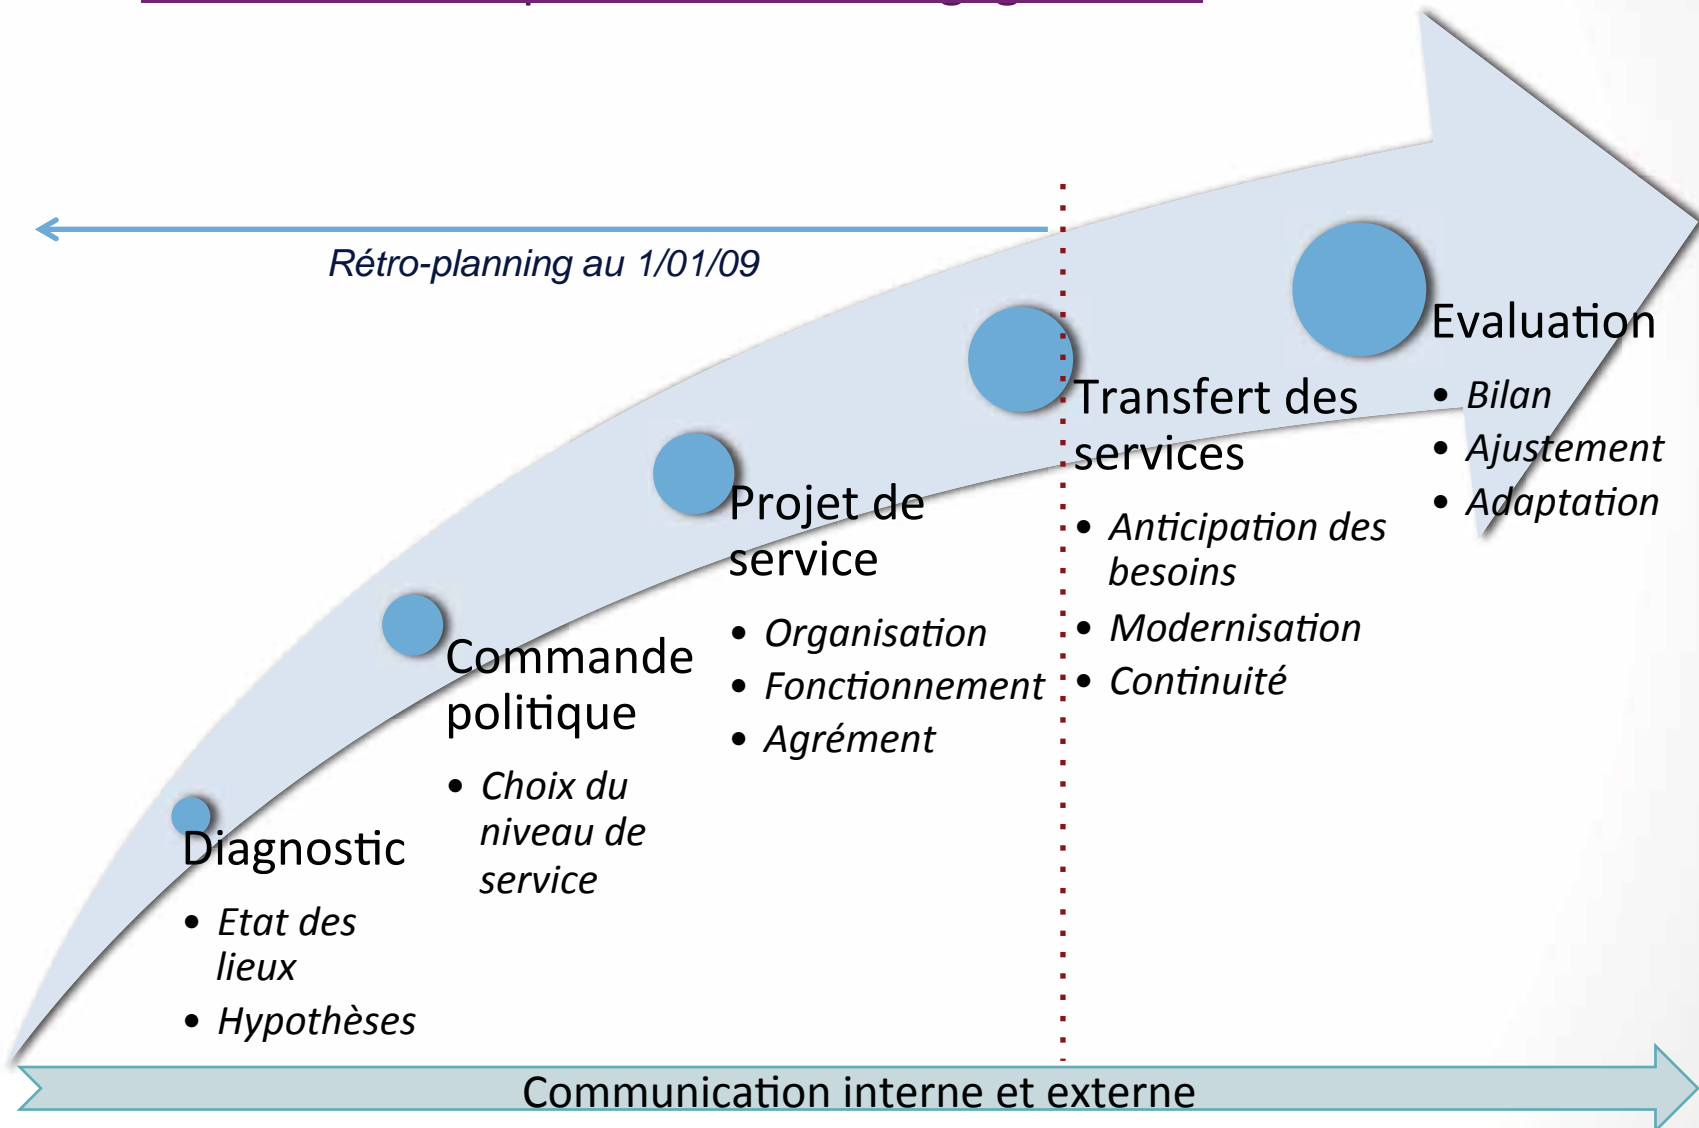 Rétro-planning au 1/01/09
Evaluation
• Bilan
• Ajustement
• Adaptation
Transfert des
services
• Anticipation des
besoins
• Modernisation
• Continuité
Projet de
service
• Organisation
• Fonctionnement
• Agrément
Commande
politique
• Choix du
niveau de
service
Diagnostic
• Etat des
lieux
• Hypothèses
Communication interne et externe